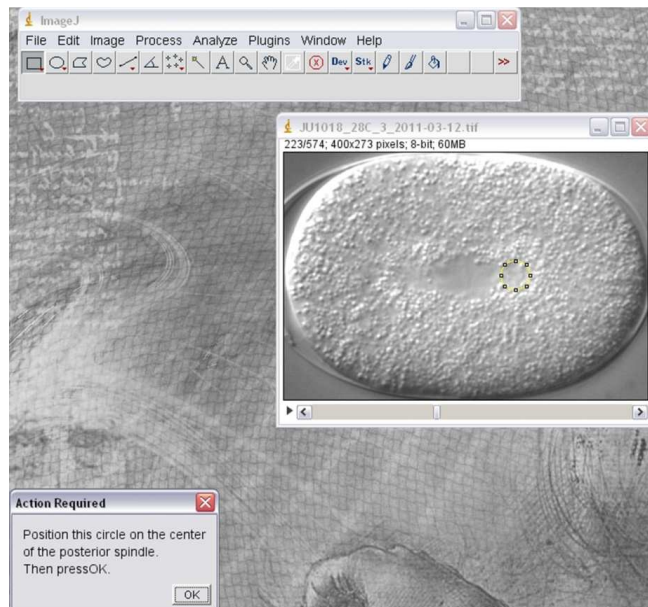 ImageJ
File Edit Image Process Analyze Plugins Window Help
A Dev Stk >>
JU1018_28C_3_2011-03-12.tif
223/574; 400x273 pixels; 8-bit; 60MB
Action Required
Position this circle on the center
of the posterior spindle.
Then pressOK.
OK